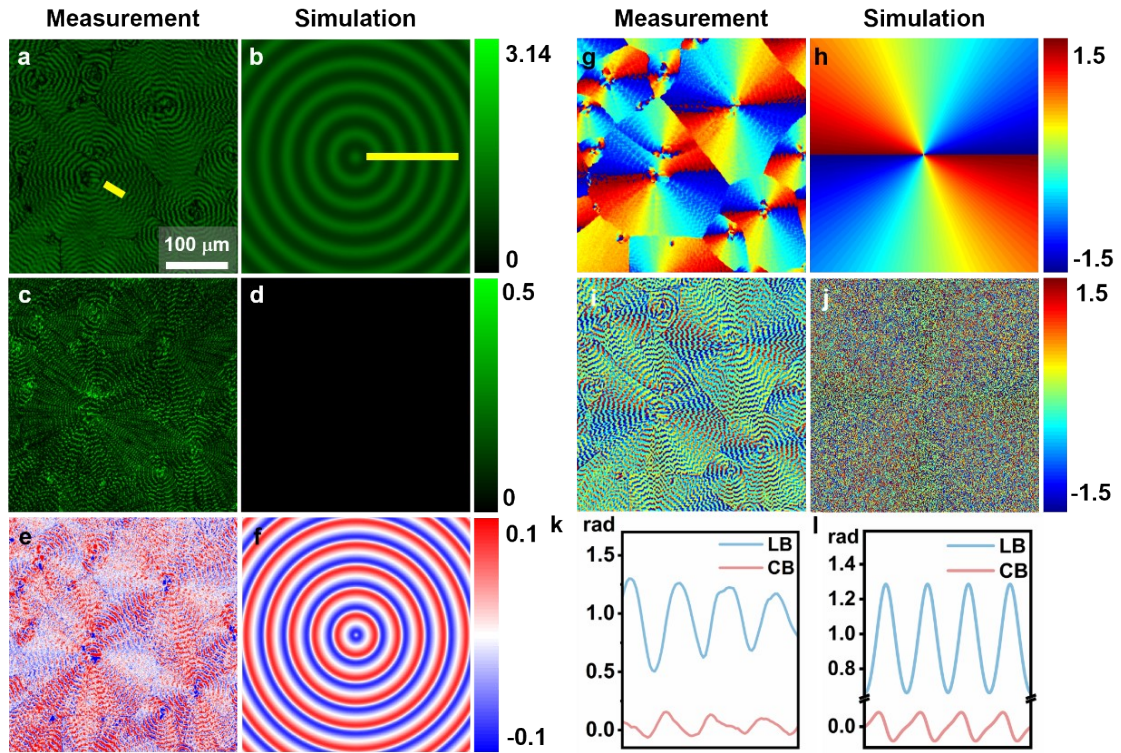 Measurement Simulation Measurement Simulation
a b 3.14 g h 1.5
100 μm 0 -1.5
c d 0.5 i j 1.5
0 -1.5
e f 0.1 k rad l rad
LB LB
CB CB
1.5 1.4
1.2
1.0 1.0
0.5 0.8
-0.1 0.0 0.0